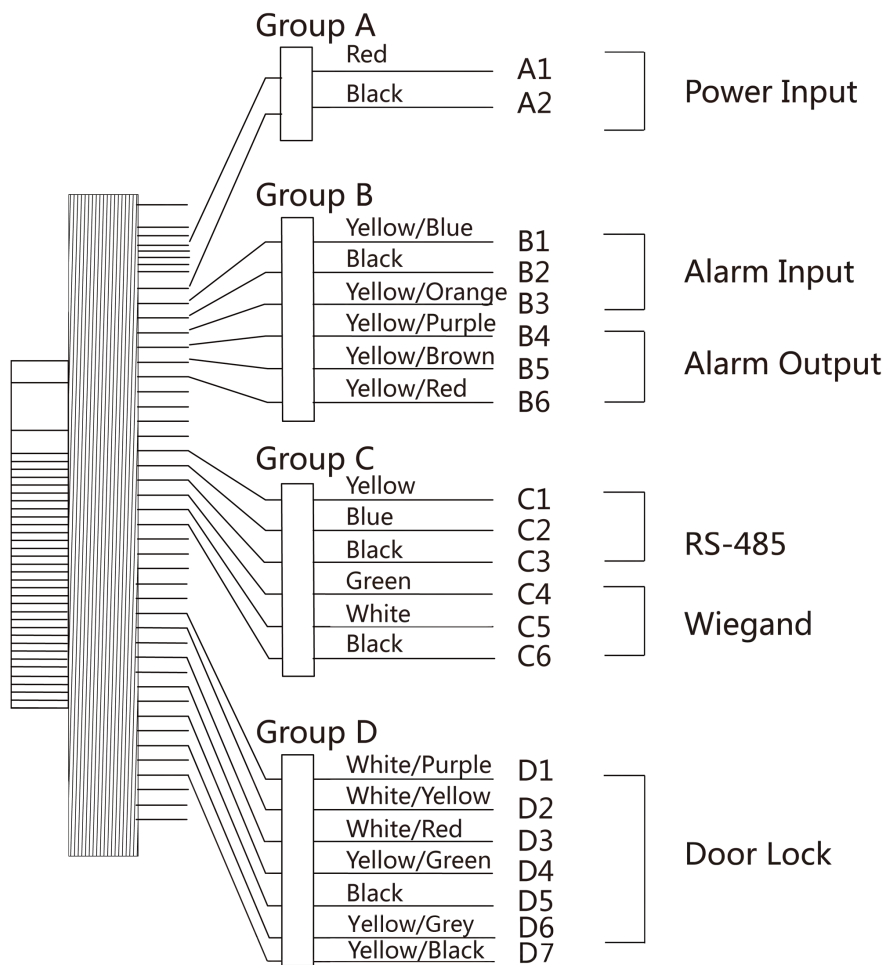 Group A
Red A1
Black A2
Power Input
Group B
Yellow/Blue B1
Black B2
Yellow/Orange B3
Alarm Input
Yellow/Purple B4
Yellow/Brown B5
Yellow/Red B6
Alarm Output
Group C
Yellow C1
Blue C2
Black C3
RS-485
Green C4
White C5
Black C6
Wiegand
Group D
White/Purple D1
White/Yellow D2
White/Red D3
Yellow/Green D4
Black D5
Yellow/Grey D6
Yellow/Black D7
Door Lock